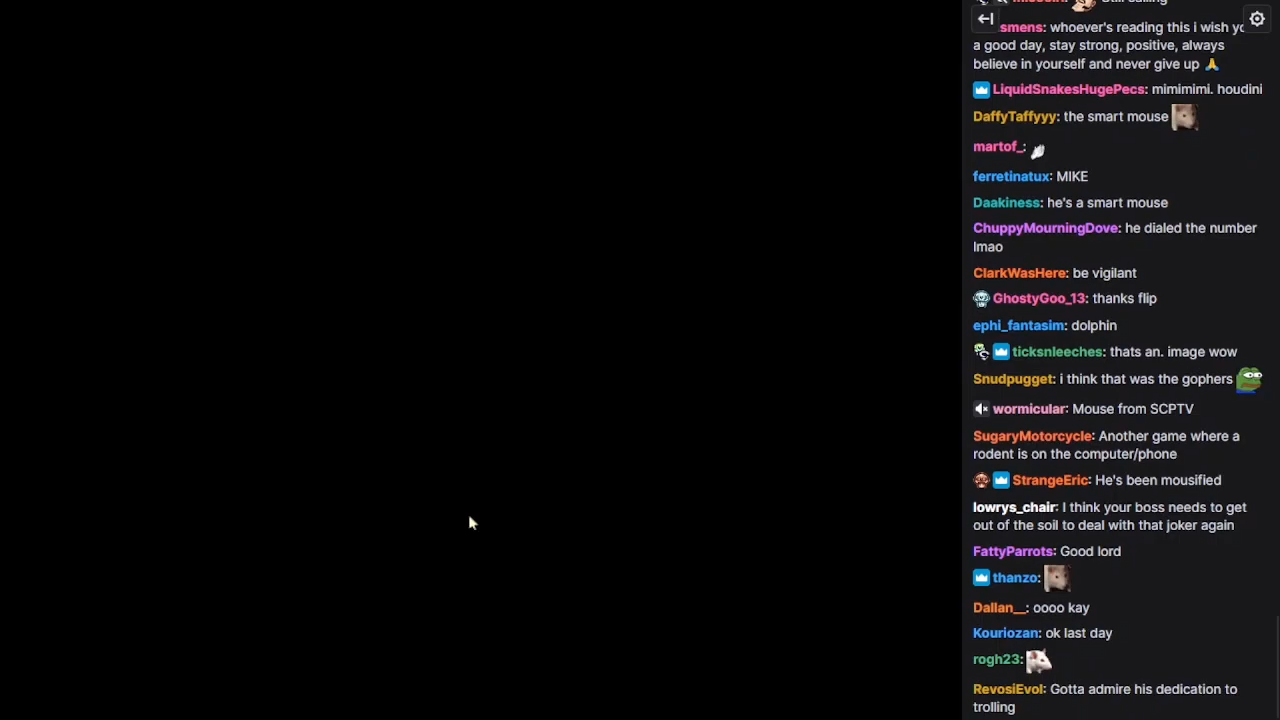 smens: whoever's reading this i wish yo
a good day, stay strong, positive, always
believe in yourself and never give up 🙏
LiquidSnakesHugePecs: mimimimi. houdini
DaffyTaffyyy: the smart mouse
martof_:
ferretinatux: MIKE
Daakiness: he's a smart mouse
ChuppyMourningDove: he dialed the number
lmao
ClarkWasHere: be vigilant
GhostyGoo_13: thanks flip
ephi_fantasim: dolphin
ticksnleeches: thats an. image wow
Snudpugget: i think that was the gophers
wormicular: Mouse from SCPTV
SugaryMotorcycle: Another game where a
rodent is on the computer/phone
StrangeEric: He's been mousified
lowrys_chair: I think your boss needs to get
out of the soil to deal with that joker again
FattyParrots: Good lord
thanzo:
Dallan__: oooo kay
Kouriozan: ok last day
rogh23:
RevosiEvol: Gotta admire his dedication to
trolling